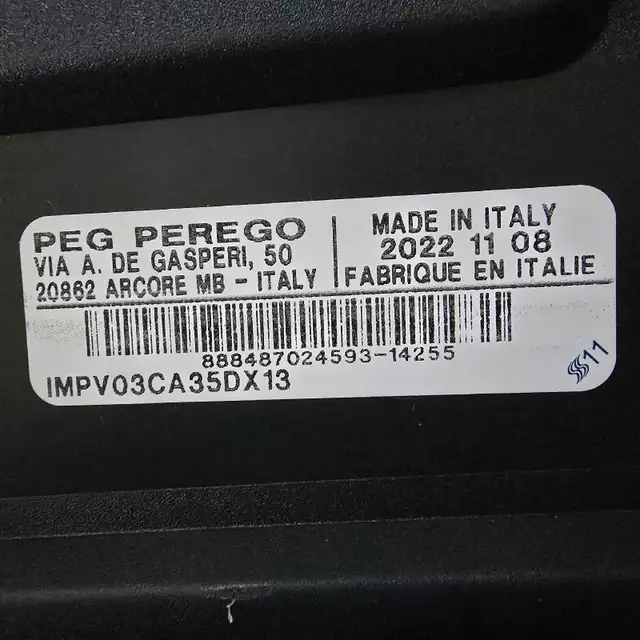 PEG PEREGO
VIA A. DE GASPERI, 50
20862 ARCORE MB - ITALY
MADE IN ITALY
2022 11 08
FABRIQUE EN ITALIE
888487024593-14255
IMPV03CA35DX13
11